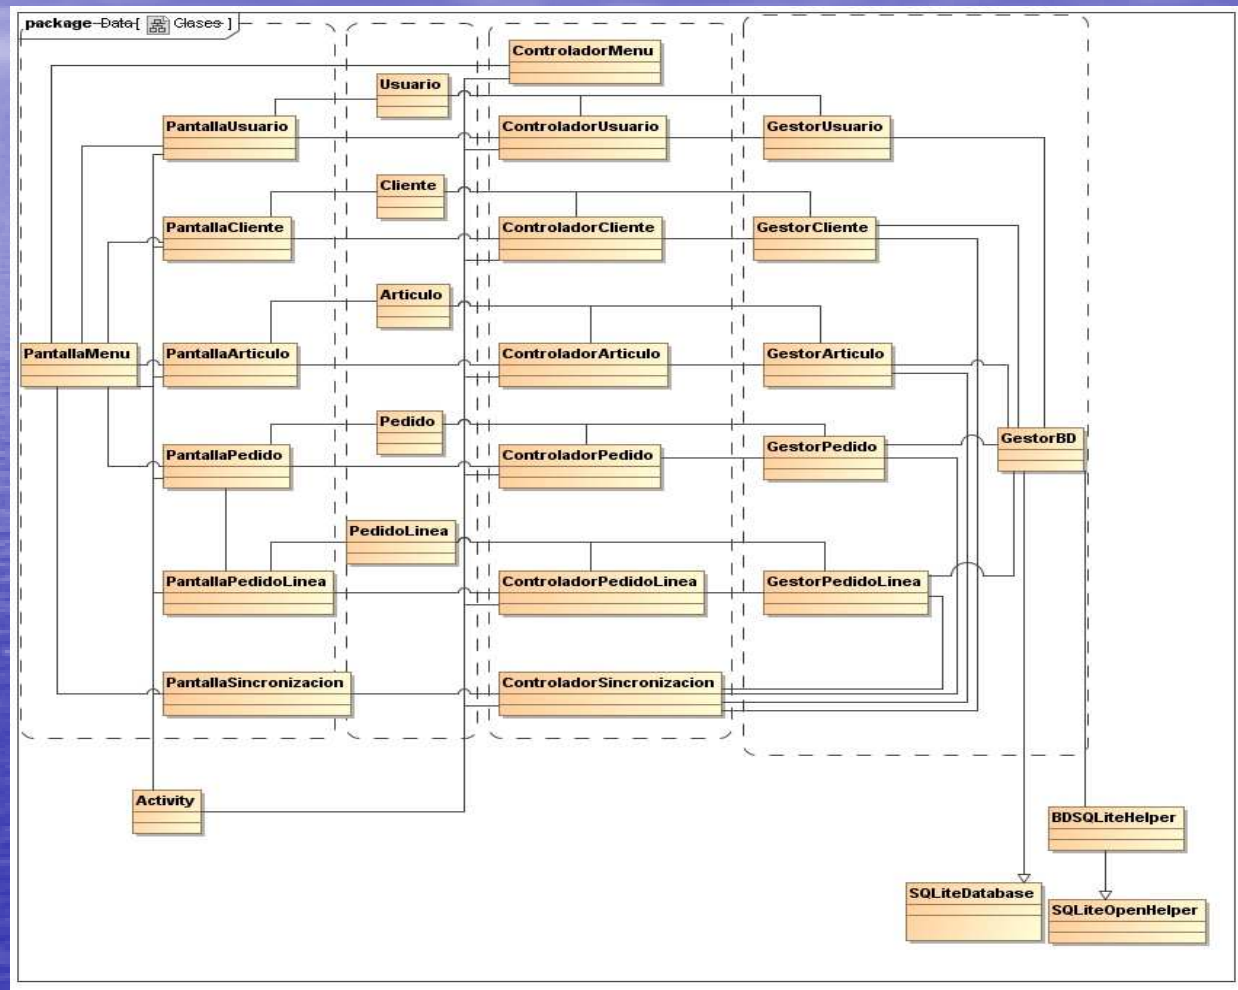 package Data[ Clases ]
ControladorMenu
Usuario
PantallaUsuario
ControladorUsuario
GestorUsuario
Cliente
PantallaCliente
ControladorCliente
GestorCliente
Articulo
PantallaMenu
PantallaArticulo
ControladorArticulo
GestorArticulo
Pedido
PantallaPedido
ControladorPedido
GestorPedido
GestorBD
PedidoLinea
PantallaPedidoLinea
ControladorPedidoLinea
GestorPedidoLinea
PantallaSincronizacion
ControladorSincronizacion
Activity
BDSQLiteHelper
SQLiteDatabase
SQLiteOpenHelper